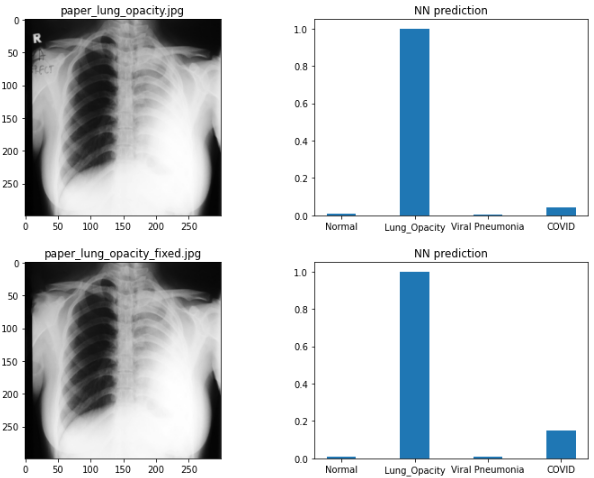 paper_lung_opacity.jpg
R
0
50
100
150
200
250
0 50 100 150 200 250
NN prediction
1.0
0.8
0.6
0.4
0.2
0.0
Normal Lung_Opacity Viral Pneumonia COVID
paper_lung_opacity_fixed.jpg
0
50
100
150
200
250
0 50 100 150 200 250
NN prediction
1.0
0.8
0.6
0.4
0.2
0.0
Normal Lung_Opacity Viral Pneumonia COVID